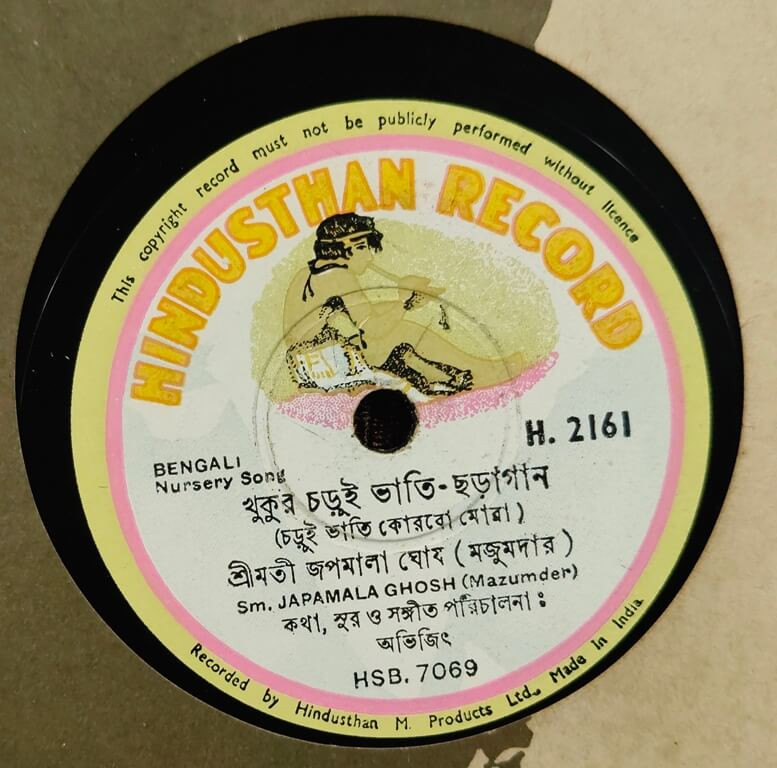 This copyright record must not be publicly performed without licence
HINDUSTHAN RECORD
H. 2161
BENGALI
Nursery Song
খুকুর চড়ুই ভাতি-ছড়াগান
(চড়ুই ভাতি কোরবো মোরা)
শ্রীমতী জপমালা ঘোষ (মজুমদার)
Sm. JAPAMALA GHOSH (Mazumder)
কথা, সুর ও সঙ্গীত পরিচালনা :
অভিজিৎ
HSB. 7069
Recorded by Hindusthan M. Products Ltd., Made In India